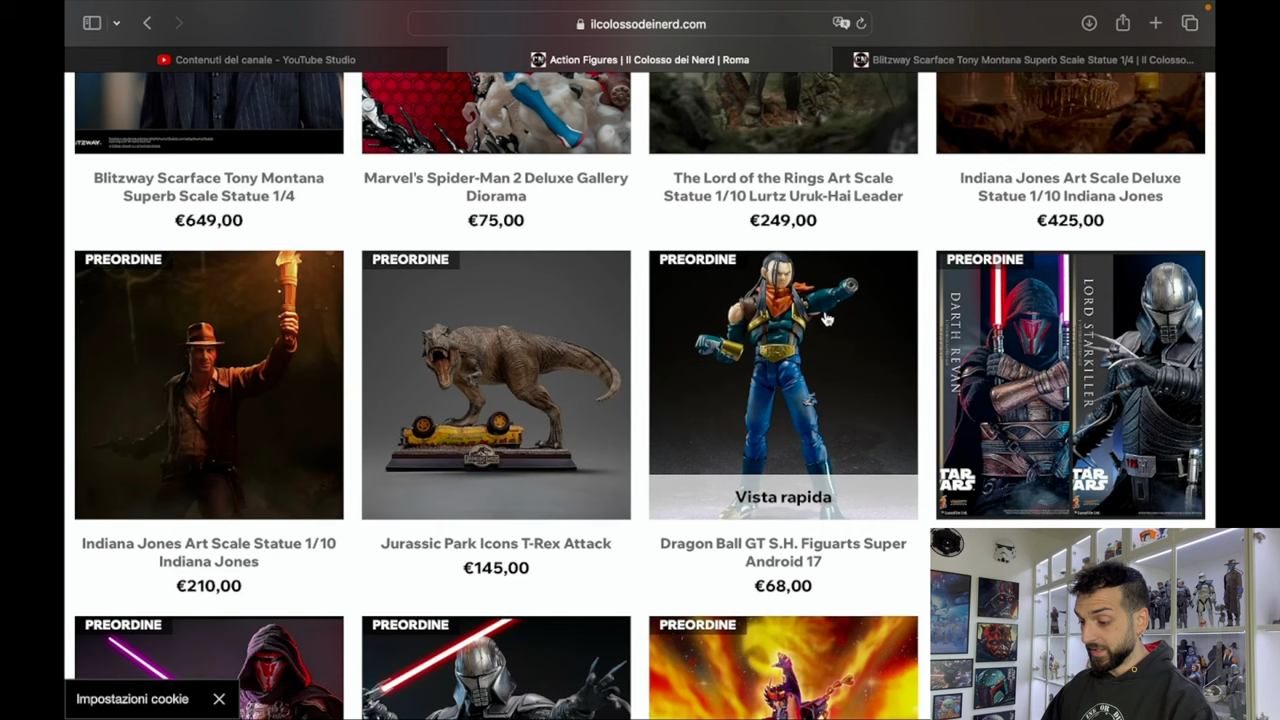 ilcolossodeinerd.com
Contenuti del canale - YouTube Studio
Action Figures | Il Colosso dei Nerd | Roma
Blitzway Scarface Tony Montana Superb Scale Statue 1/4 | Il Colosso...
Blitzway Scarface Tony Montana
Superb Scale Statue 1/4
€649,00
Marvel's Spider-Man 2 Deluxe Gallery
Diorama
€75,00
The Lord of the Rings Art Scale
Statue 1/10 Lurtz Uruk-Hai Leader
€249,00
Indiana Jones Art Scale Deluxe
Statue 1/10 Indiana Jones
€425,00
PREORDINE
PREORDINE
PREORDINE
PREORDINE
DARTH REVAN
LORD STARKILLER
TAR
WARS
STAR
WARS
Vista rapida
Indiana Jones Art Scale Statue 1/10
Indiana Jones
€210,00
Jurassic Park Icons T-Rex Attack
€145,00
Dragon Ball GT S.H. Figuarts Super
Android 17
€68,00
PREORDINE
PREORDINE
PREORDINE
Impostazioni cookie